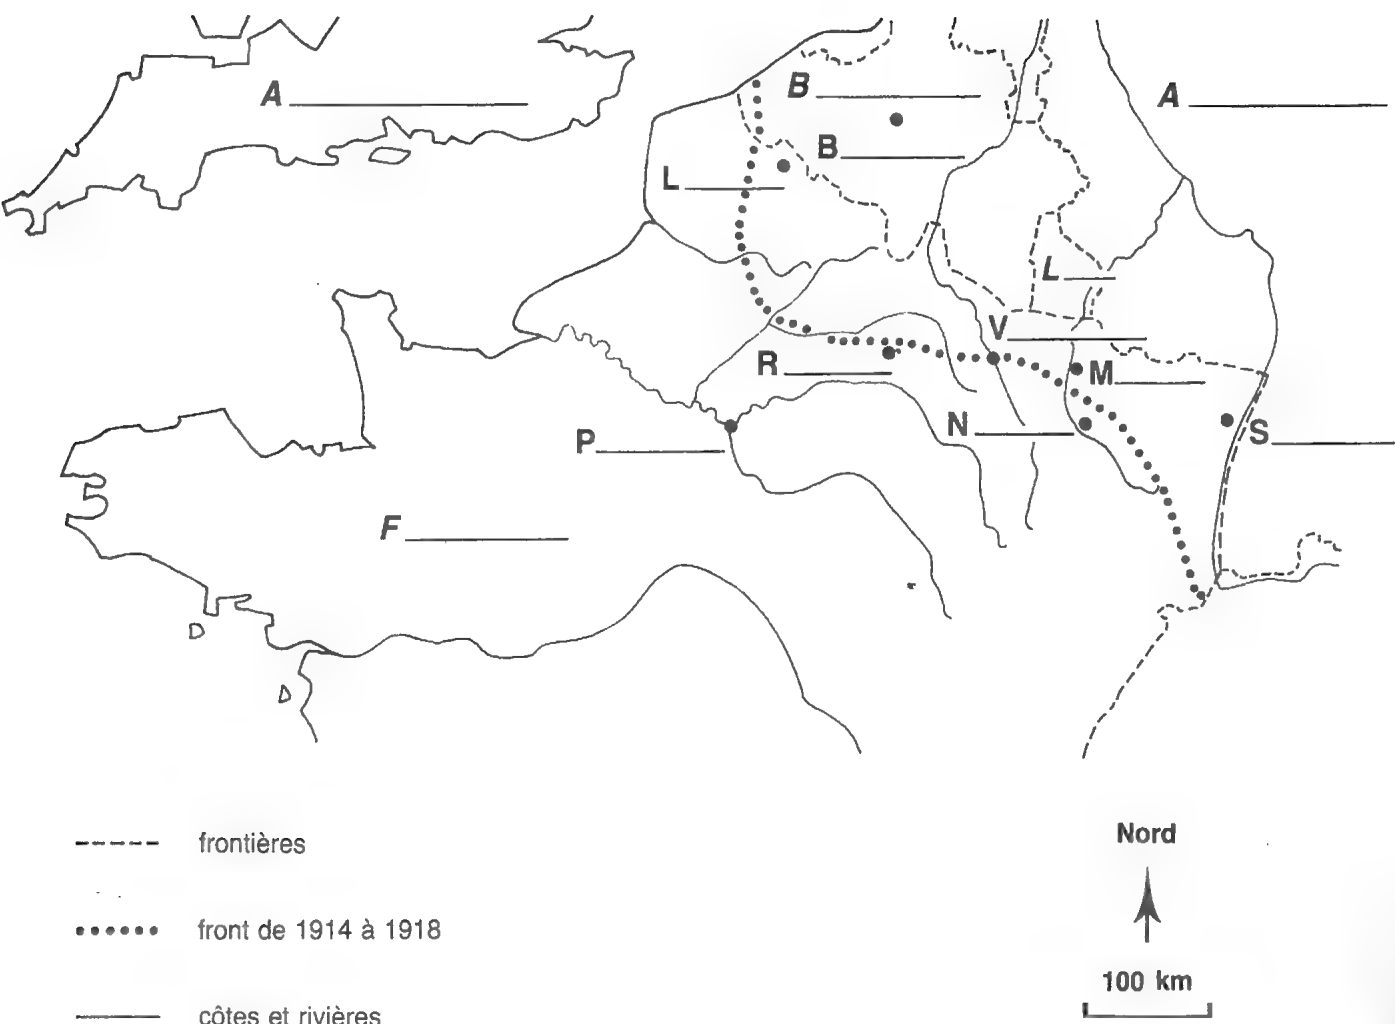 A
B
A
B
L
L
V
R
M
N
P
S
F
frontières
Nord
front de 1914 à 1918
100 km
côtes et rivières